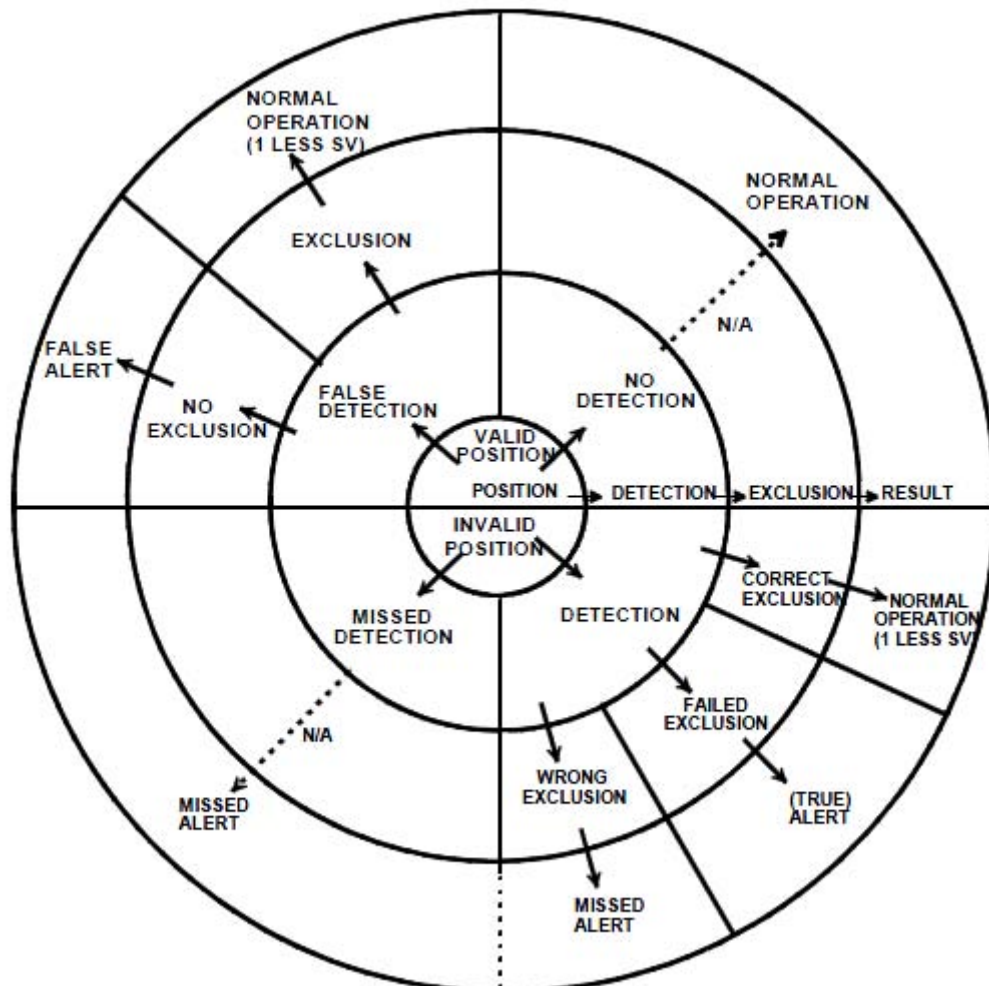 NORMAL
OPERATION
(1 LESS SV)
NORMAL
OPERATION
EXCLUSION
N/A
FALSE
ALERT
NO
EXCLUSION
FALSE
DETECTION
NO
DETECTION
VALID
POSITION
POSITION
DETECTION
EXCLUSION
RESULT
INVALID
POSITION
MISSED
DETECTION
DETECTION
CORRECT
EXCLUSION
NORMAL
OPERATION
(1 LESS SV)
FAILED
EXCLUSION
N/A
WRONG
EXCLUSION
MISSED
ALERT
(TRUE)
ALERT
MISSED
ALERT